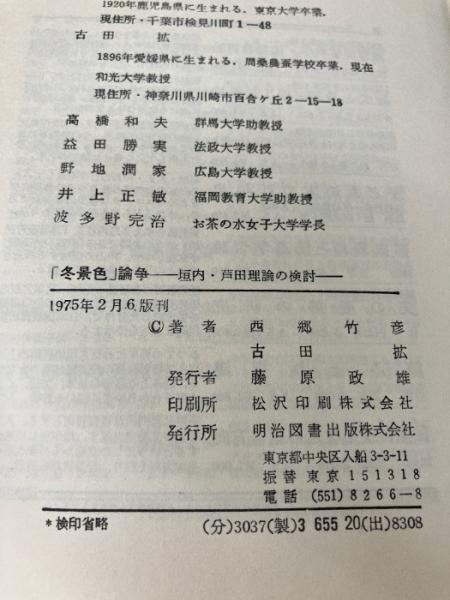 1920年鹿児島県に生まれる．東京大学卒業．
現住所・千葉市検見川町1－48
古田 拡
1896年愛媛県に生まれる．周桑農蚕学校卒業．現在
和光大学教授
現住所・神奈川県川崎市百合ケ丘2－15－18
高橋和夫 群馬大学助教授
益田勝実 法政大学教授
野地潤家 広島大学教授
井上正敏 福岡教育大学助教授
波多野完治 お茶の水女子大学学長
「冬景色」論争――垣内・芦田理論の検討――
1975年2月6.版刊
©著者 西郷竹彦
古田 拡
発行者 藤原政雄
印刷所 松沢印刷株式会社
発行所 明治図書出版株式会社
東京都中央区入船3-3-11
振替東京151318
電話 (551)8266－8
*検印省略 (分)3037(製)3 655 20(出)8308